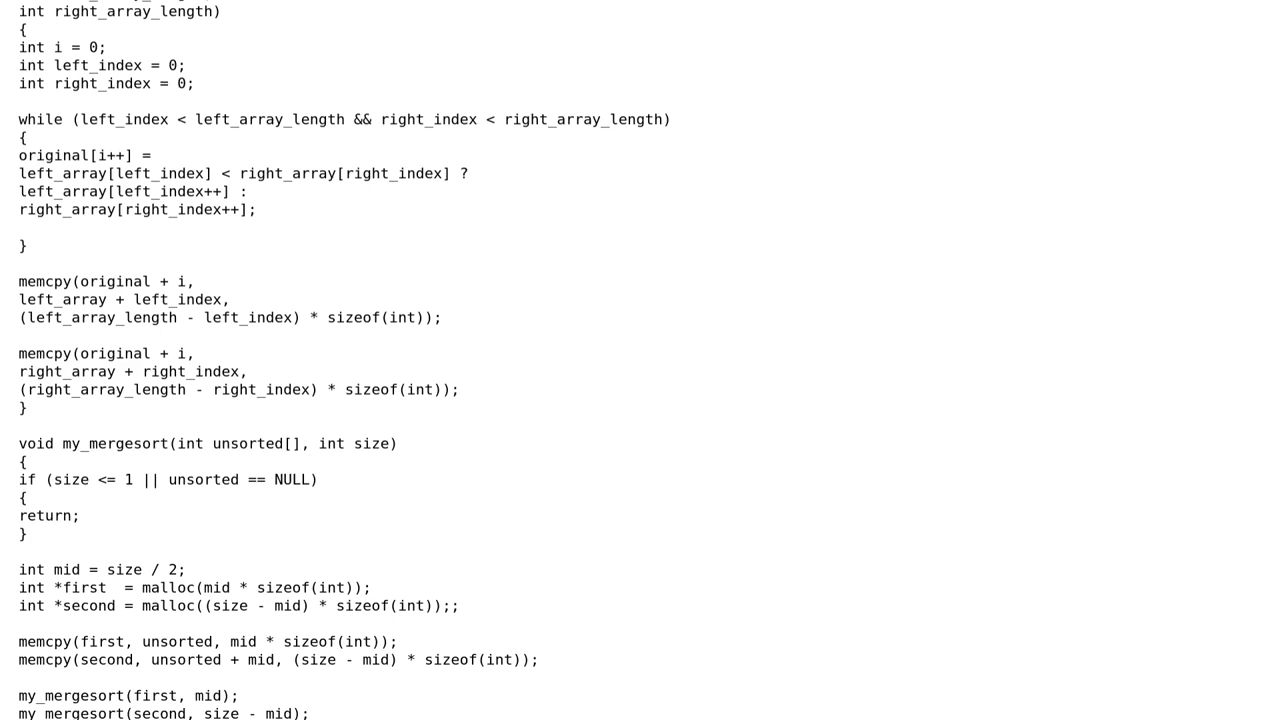 int right_array_length)
{
int i = 0;
int left_index = 0;
int right_index = 0;

while (left_index < left_array_length && right_index < right_array_length)
{
original[i++] =
left_array[left_index] < right_array[right_index] ?
left_array[left_index++] :
right_array[right_index++];

}

memcpy(original + i,
left_array + left_index,
(left_array_length - left_index) * sizeof(int));

memcpy(original + i,
right_array + right_index,
(right_array_length - right_index) * sizeof(int));
}

void my_mergesort(int unsorted[], int size)
{
if (size <= 1 || unsorted == NULL)
{
return;
}

int mid = size / 2;
int *first  = malloc(mid * sizeof(int));
int *second = malloc((size - mid) * sizeof(int));;

memcpy(first, unsorted, mid * sizeof(int));
memcpy(second, unsorted + mid, (size - mid) * sizeof(int));

my_mergesort(first, mid);
my_mergesort(second, size - mid);